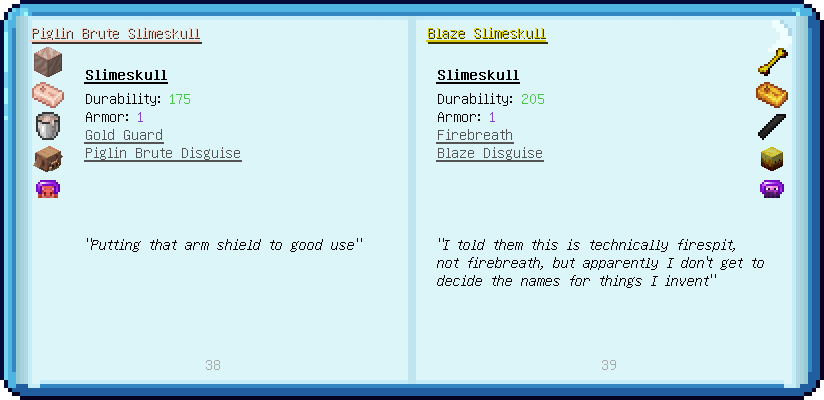 Piglin Brute Slimeskull
Slimeskull
Durability: 175
Armor: 1
Gold Guard
Piglin Brute Disguise
"Putting that arm shield to good use"
38
Blaze Slimeskull
Slimeskull
Durability: 205
Armor: 1
Firebreath
Blaze Disguise
"I told them this is technically firespit,
not firebreath, but apparently I don't get to
decide the names for things I invent"
39